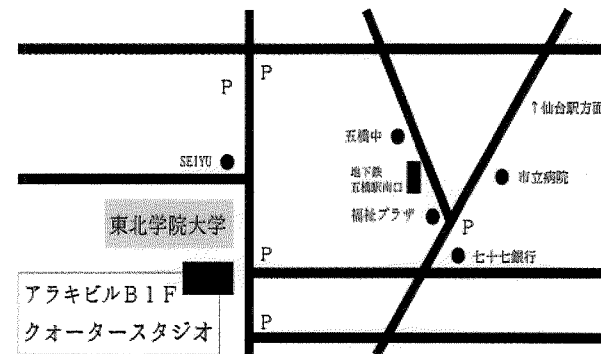 P
P
↑仙台駅方面
五橋中
SEIYU
地下鉄
五橋駅南口
市立病院
福祉プラザ
P
東北学院大学
P
七十七銀行
アラキビルB1F
クオータースタジオ
P